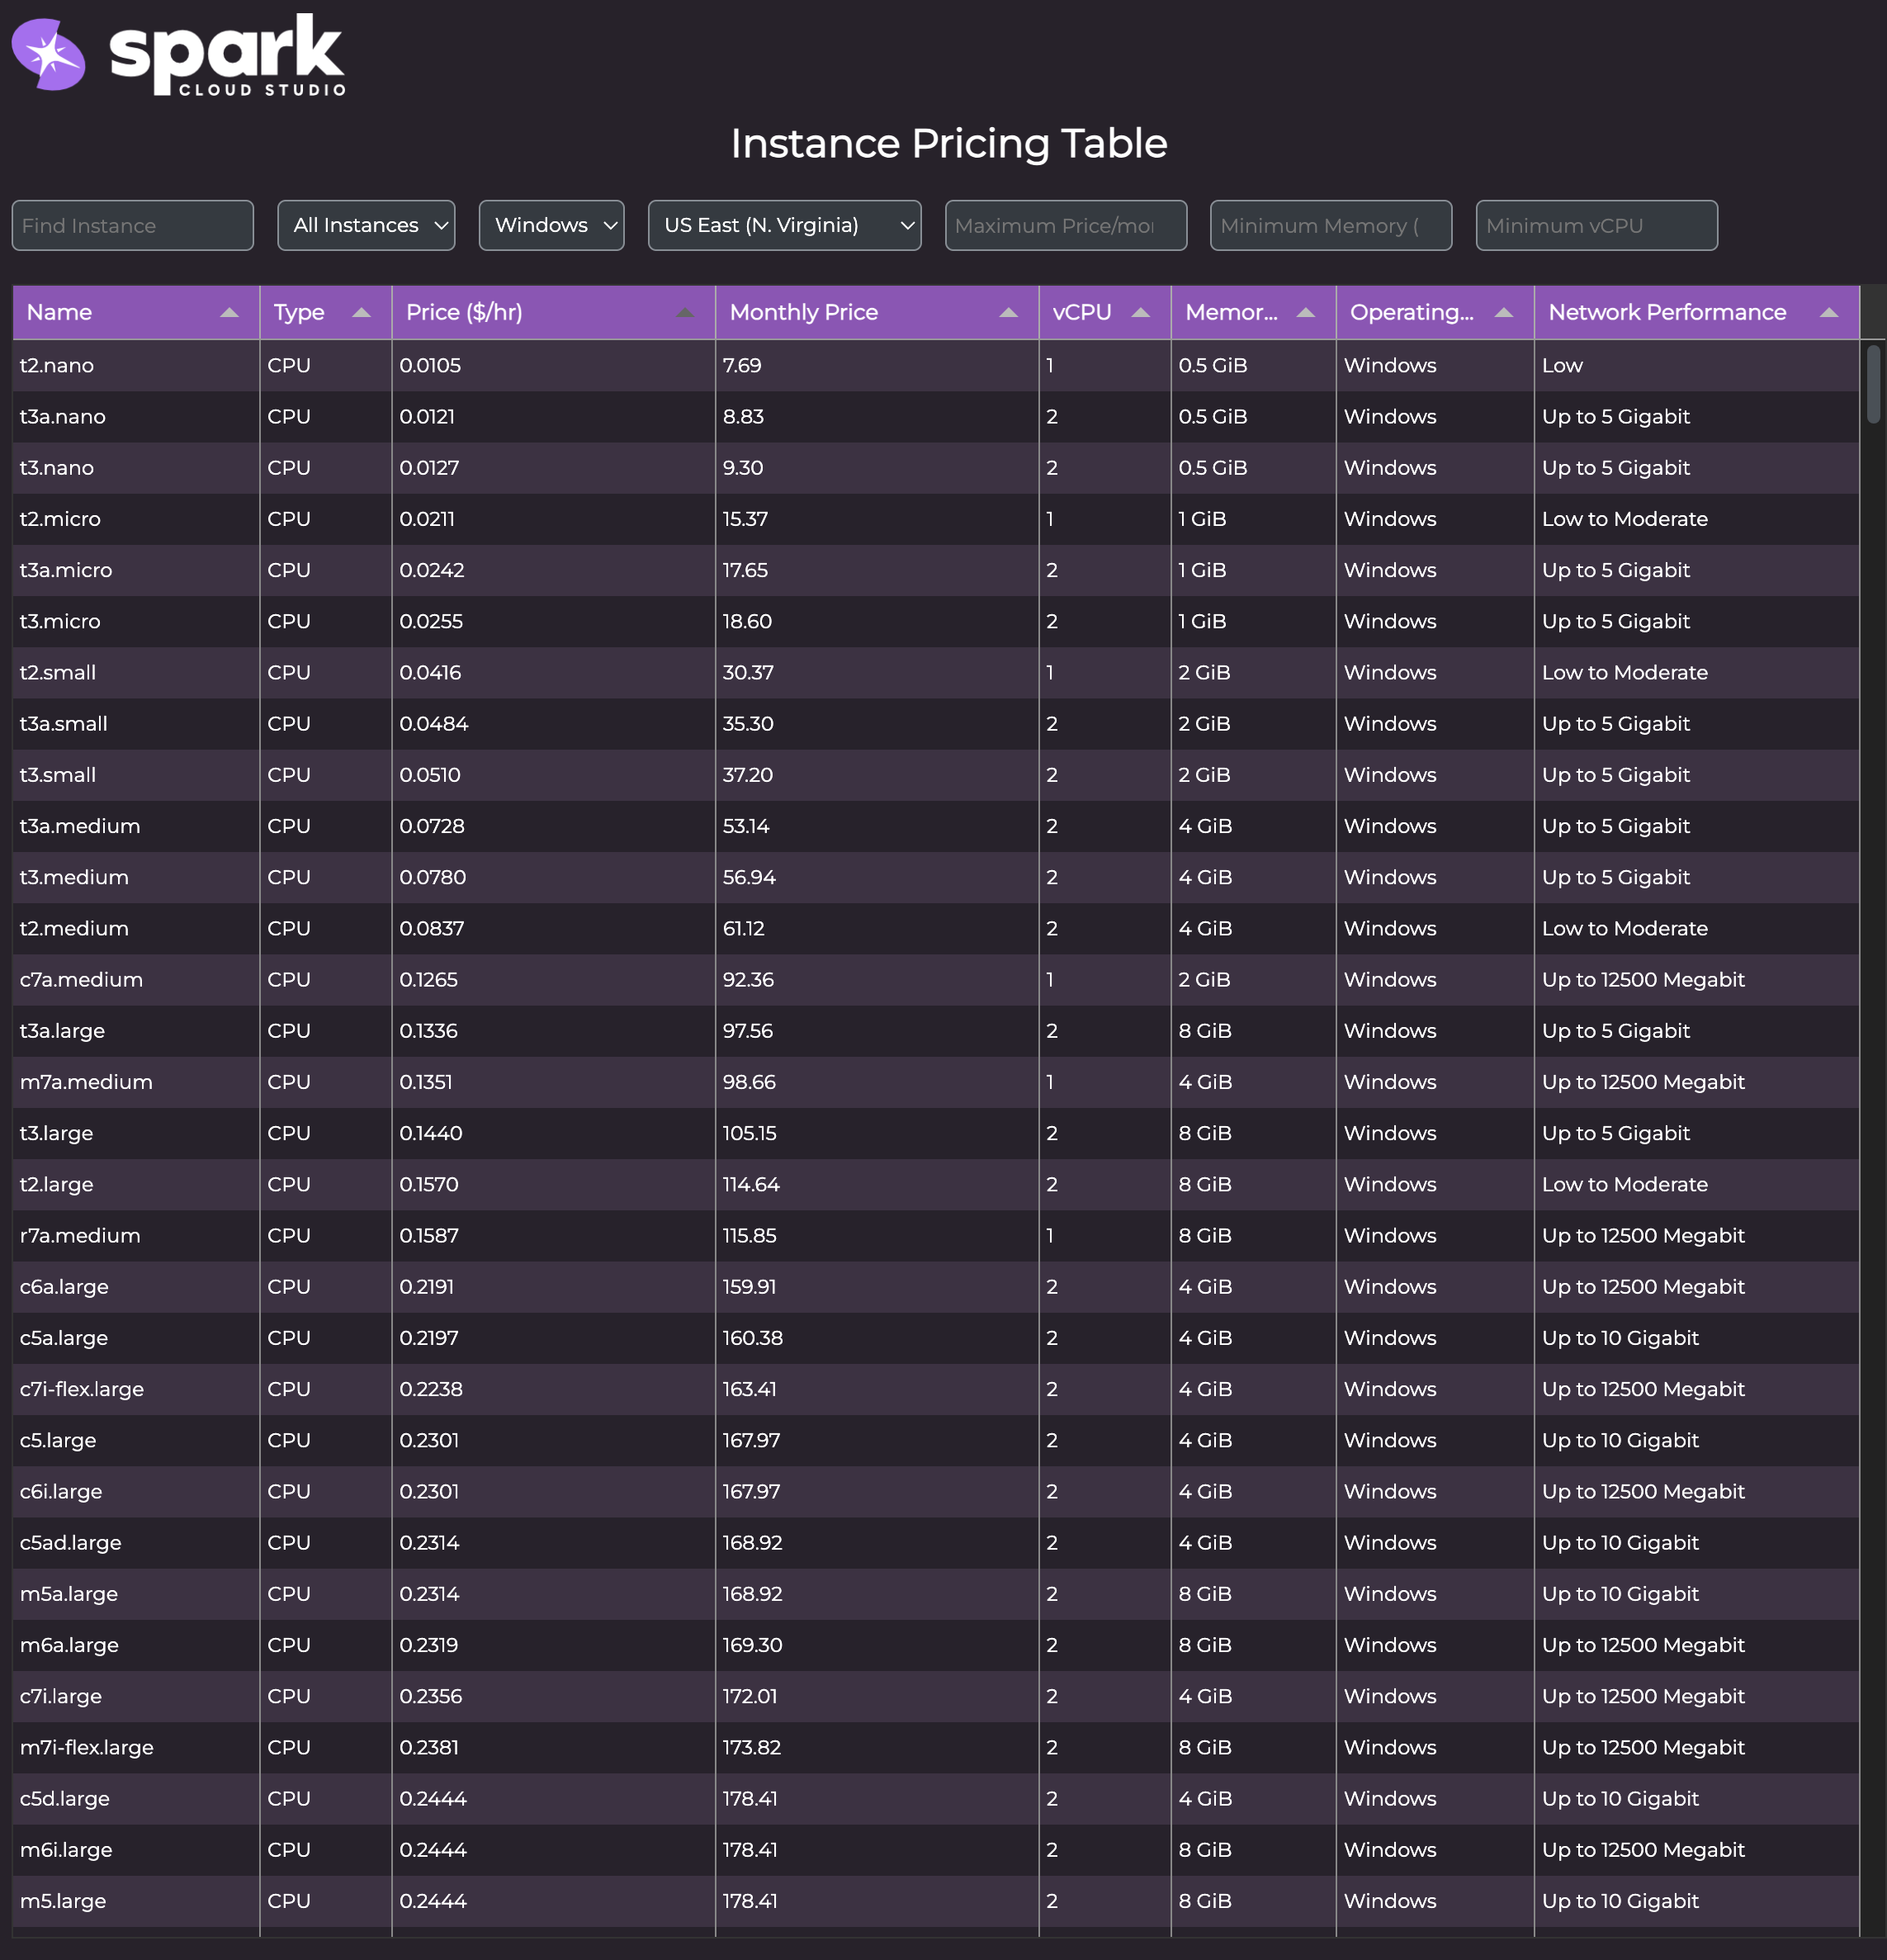 spark
CLOUD STUDIO
Instance Pricing Table
Find Instance All Instances Windows US East (N. Virginia) Maximum Price/mo Minimum Memory ( Minimum vCPU
Name Type Price ($/hr) Monthly Price vCPU Memor... Operating... Network Performance
t2.nano CPU 0.0105 7.69 1 0.5 GiB Windows Low
t3a.nano CPU 0.0121 8.83 2 0.5 GiB Windows Up to 5 Gigabit
t3.nano CPU 0.0127 9.30 2 0.5 GiB Windows Up to 5 Gigabit
t2.micro CPU 0.0211 15.37 1 1 GiB Windows Low to Moderate
t3a.micro CPU 0.0242 17.65 2 1 GiB Windows Up to 5 Gigabit
t3.micro CPU 0.0255 18.60 2 1 GiB Windows Up to 5 Gigabit
t2.small CPU 0.0416 30.37 1 2 GiB Windows Low to Moderate
t3a.small CPU 0.0484 35.30 2 2 GiB Windows Up to 5 Gigabit
t3.small CPU 0.0510 37.20 2 2 GiB Windows Up to 5 Gigabit
t3a.medium CPU 0.0728 53.14 2 4 GiB Windows Up to 5 Gigabit
t3.medium CPU 0.0780 56.94 2 4 GiB Windows Up to 5 Gigabit
t2.medium CPU 0.0837 61.12 2 4 GiB Windows Low to Moderate
c7a.medium CPU 0.1265 92.36 1 2 GiB Windows Up to 12500 Megabit
t3a.large CPU 0.1336 97.56 2 8 GiB Windows Up to 5 Gigabit
m7a.medium CPU 0.1351 98.66 1 4 GiB Windows Up to 12500 Megabit
t3.large CPU 0.1440 105.15 2 8 GiB Windows Up to 5 Gigabit
t2.large CPU 0.1570 114.64 2 8 GiB Windows Low to Moderate
r7a.medium CPU 0.1587 115.85 1 8 GiB Windows Up to 12500 Megabit
c6a.large CPU 0.2191 159.91 2 4 GiB Windows Up to 12500 Megabit
c5a.large CPU 0.2197 160.38 2 4 GiB Windows Up to 10 Gigabit
c7i-flex.large CPU 0.2238 163.41 2 4 GiB Windows Up to 12500 Megabit
c5.large CPU 0.2301 167.97 2 4 GiB Windows Up to 10 Gigabit
c6i.large CPU 0.2301 167.97 2 4 GiB Windows Up to 12500 Megabit
c5ad.large CPU 0.2314 168.92 2 4 GiB Windows Up to 10 Gigabit
m5a.large CPU 0.2314 168.92 2 8 GiB Windows Up to 10 Gigabit
m6a.large CPU 0.2319 169.30 2 8 GiB Windows Up to 12500 Megabit
c7i.large CPU 0.2356 172.01 2 4 GiB Windows Up to 12500 Megabit
m7i-flex.large CPU 0.2381 173.82 2 8 GiB Windows Up to 12500 Megabit
c5d.large CPU 0.2444 178.41 2 4 GiB Windows Up to 10 Gigabit
m6i.large CPU 0.2444 178.41 2 8 GiB Windows Up to 12500 Megabit
m5.large CPU 0.2444 178.41 2 8 GiB Windows Up to 10 Gigabit